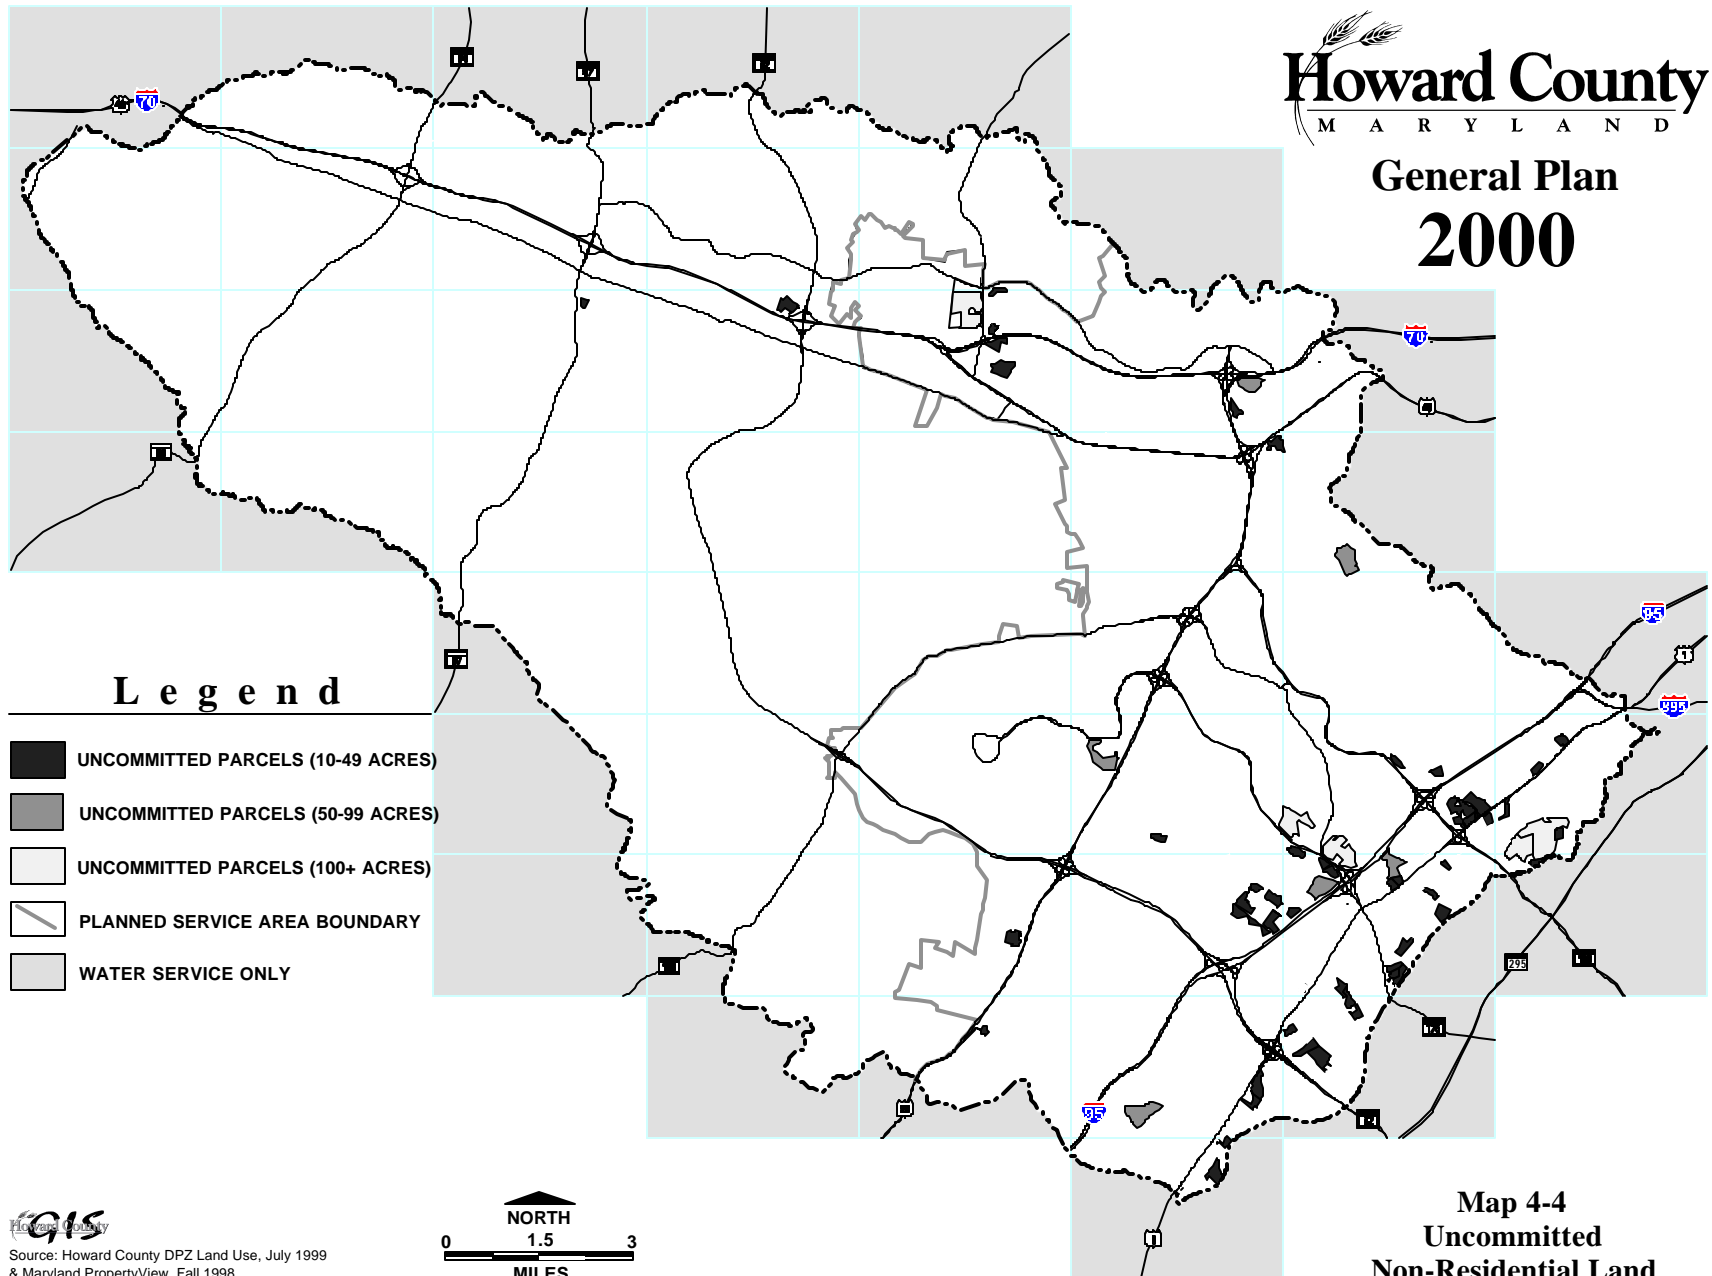 Howard County
MARYLAND
General Plan
2000
70
70
95
1
895
295
95
1
Legend
UNCOMMITTED PARCELS (10-49 ACRES)
UNCOMMITTED PARCELS (50-99 ACRES)
UNCOMMITTED PARCELS (100+ ACRES)
PLANNED SERVICE AREA BOUNDARY
WATER SERVICE ONLY
Howard County
GIS
Source: Howard County DPZ Land Use, July 1999
& Maryland PropertyView, Fall 1998
NORTH
0 1.5 3
MILES
Map 4-4
Uncommitted
Non-Residential Land